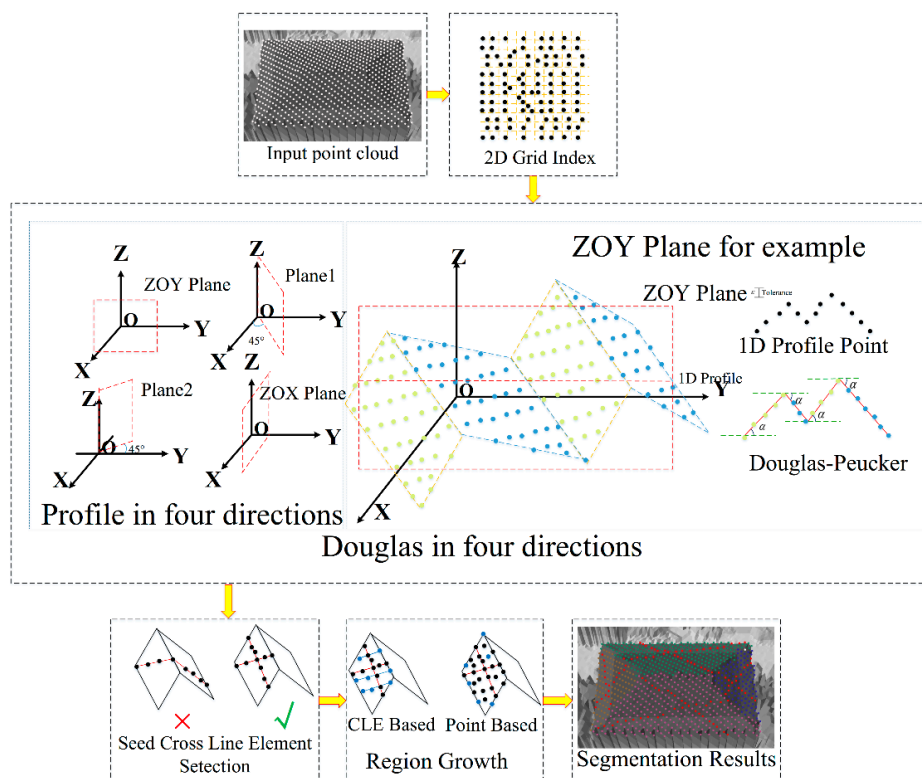 Input point cloud
2D Grid Index
ZOY Plane for example
Z
ZOY Plane
O
Y
X
Z
Plane1
O
45°
Y
X
Z
Plane2
O
45°
Y
X
Z
ZOX Plane
O
Y
X
Profile in four directions
Z
O
Y
X
1D Profile
ZOY Plane
Tolerance
1D Profile Point
α
α
α
α
Douglas-Peucker
Douglas in four directions
Seed Cross Line Element
Selection
CLE Based
Point Based
Region Growth
Segmentation Results